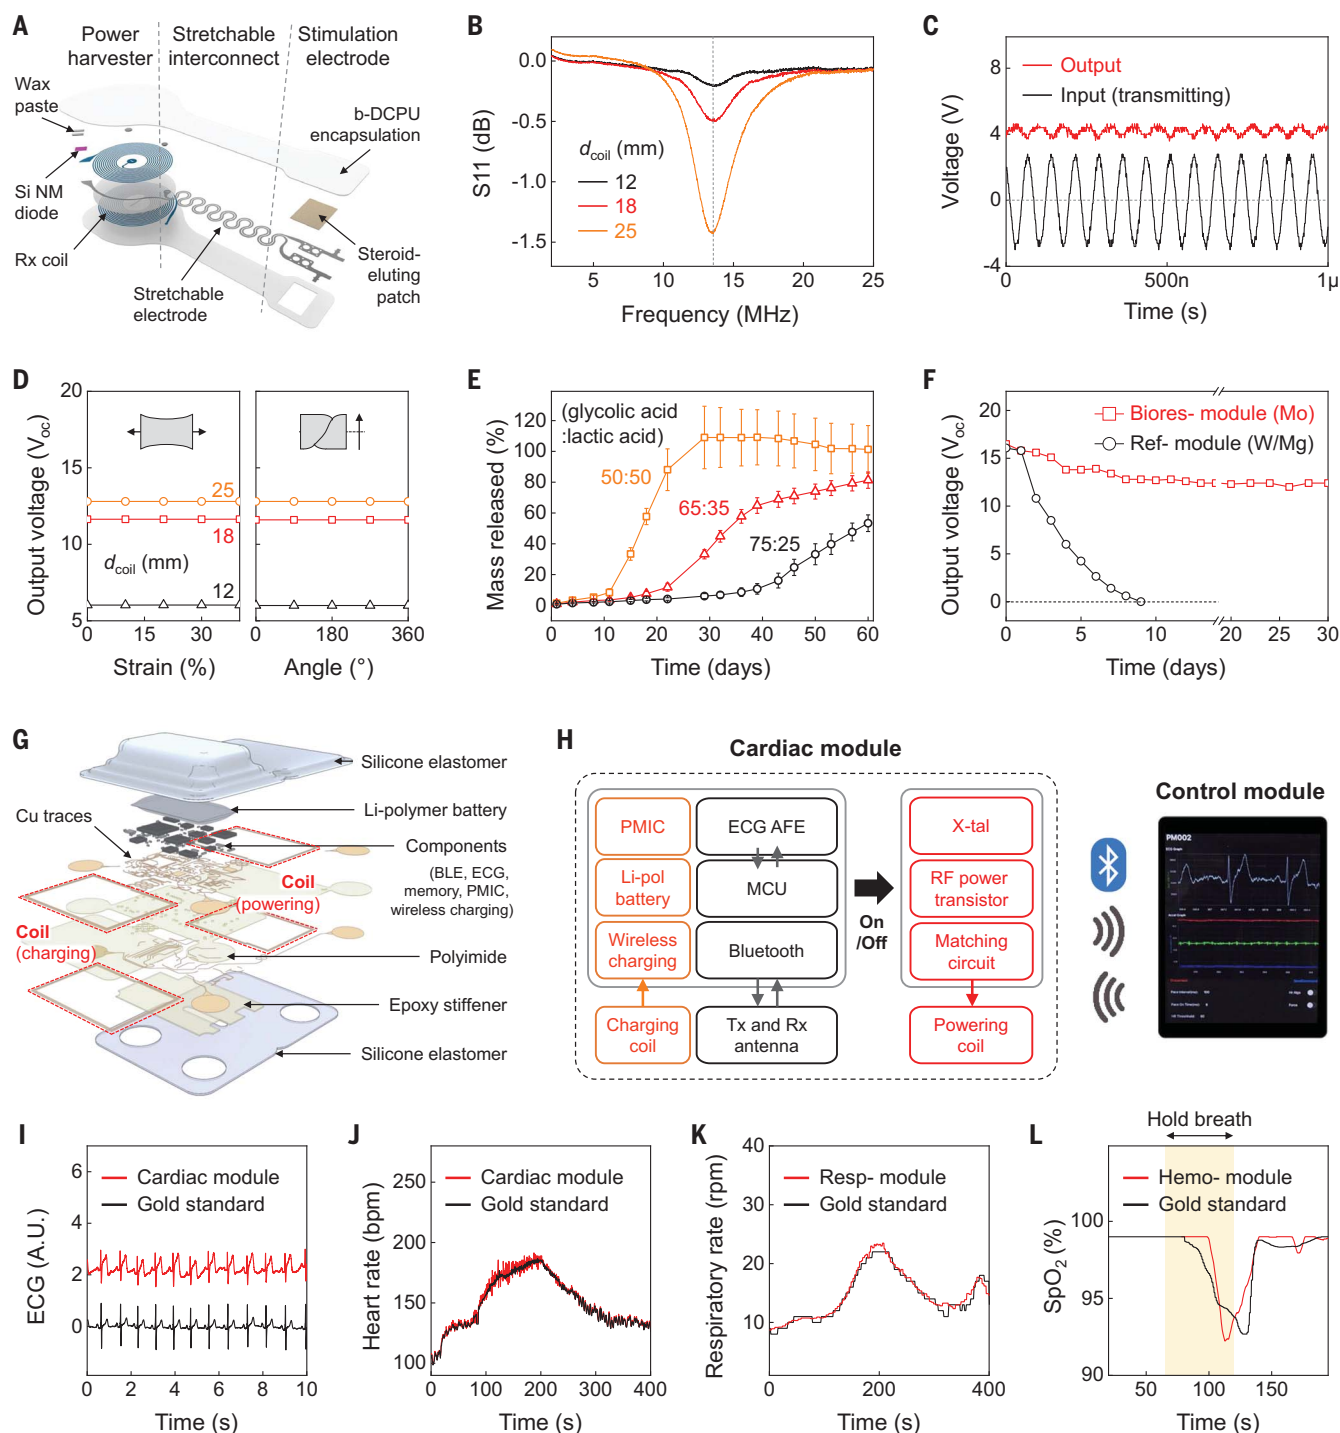 A
Power
harvester
Stretchable
interconnect
Stimulation
electrode
Wax
paste
b-DCPU
encapsulation
Si NM
diode
Rx coil
Stretchable
electrode
Steroid-
eluting
patch
B
0.0
-0.5
-1.0
-1.5
S11 (dB)
d coil (mm)
12
18
25
5 10 15 20 25
Frequency (MHz)
C
8
4
0
-4
Voltage (V)
Output
Input (transmitting)
0 500n 1µ
Time (s)
D
20
15
10
5
Output voltage (Voc)
25
18
d coil (mm)
12
0 15 30 0 180 360
Strain (%) Angle (°)
E
120
100
80
60
40
20
0
Mass released (%)
(glycolic acid
:lactic acid)
50:50
65:35
75:25
0 10 20 30 40 50 60
Time (days)
F
20
15
10
5
0
Output voltage (Voc)
Biores- module (Mo)
Ref- module (W/Mg)
0 5 10 20 25 30
Time (days)
G
Silicone elastomer
Li-polymer battery
Cu traces
Components
(BLE, ECG,
memory, PMIC,
wireless charging)
Coil
(powering)
Coil
(charging)
Polyimide
Epoxy stiffener
Silicone elastomer
H
Cardiac module
PMIC
ECG AFE
X-tal
Li-pol
battery
MCU
RF power
transistor
On
/Off
Wireless
charging
Bluetooth
Matching
circuit
Charging
coil
Tx and Rx
antenna
Powering
coil
Control module
PM002
I
6
4
2
0
ECG (A.U.)
Cardiac module
Gold standard
0 2 4 6 8 10
Time (s)
J
250
200
150
100
Heart rate (bpm)
Cardiac module
Gold standard
0 100 200 300 400
Time (s)
K
40
30
20
10
Respiratory rate (rpm)
Resp- module
Gold standard
0 200 400
Time (s)
L
Hold breath
Hemo- module
Gold standard
99
95
90
SpO2 (%)
50 100 150
Time (s)